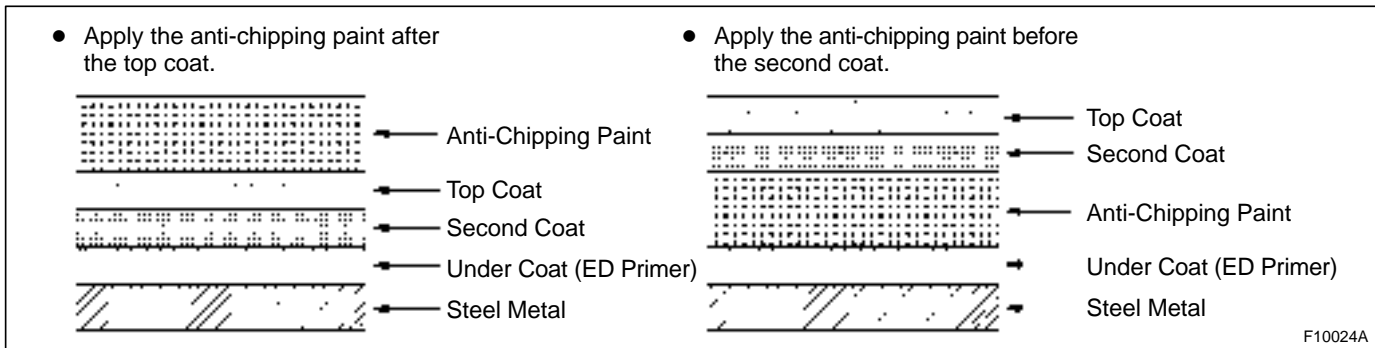 ● Apply the anti-chipping paint after
the top coat.
Anti-Chipping Paint
Top Coat
Second Coat
Under Coat (ED Primer)
Steel Metal
● Apply the anti-chipping paint before
the second coat.
Top Coat
Second Coat
Anti-Chipping Paint
Under Coat (ED Primer)
Steel Metal
F10024A